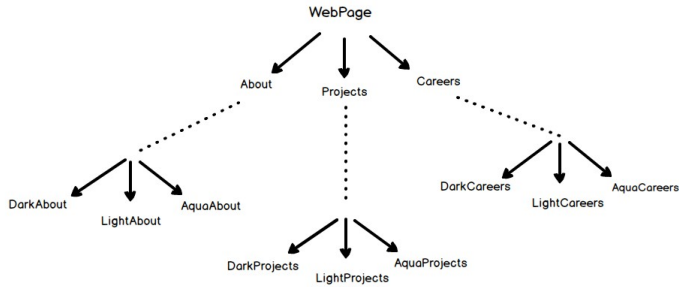 WebPage
About
Projects
Careers
DarkAbout
LightAbout
AquaAbout
DarkProjects
LightProjects
AquaProjects
DarkCareers
LightCareers
AquaCareers